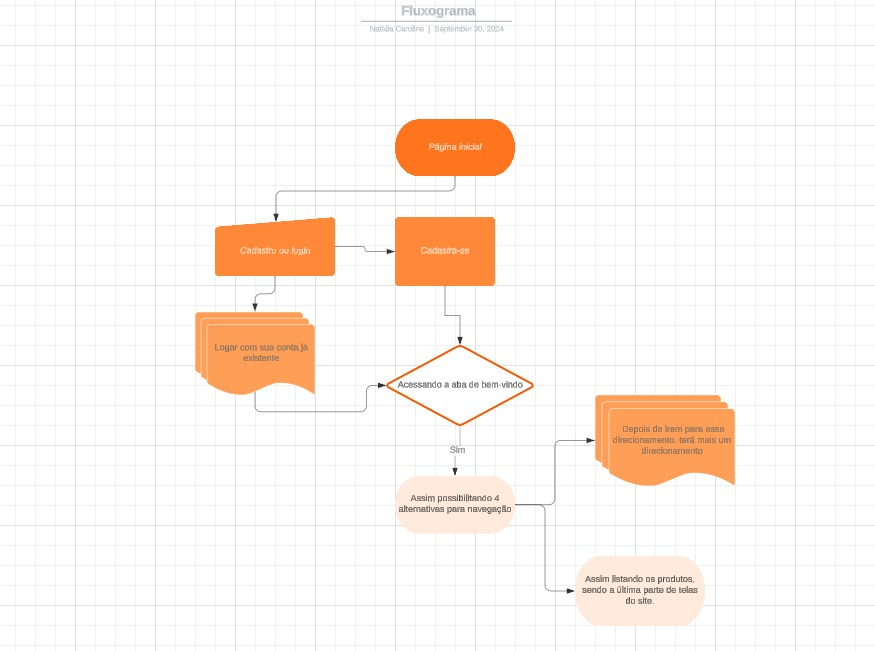 Fluxograma
Natália Caroline | September 30, 2024
Página inicial
Cadastro ou login
Cadastra-se
Logar com sua conta já
existente
Acessando a aba de bem-vindo
Sim
Depois de irem para esse
direcionamento. terá mais um
direcionamento
Assim possibilitando 4
alternativas para navegação
Assim listando os produtos,
sendo a última parte de telas
do site.